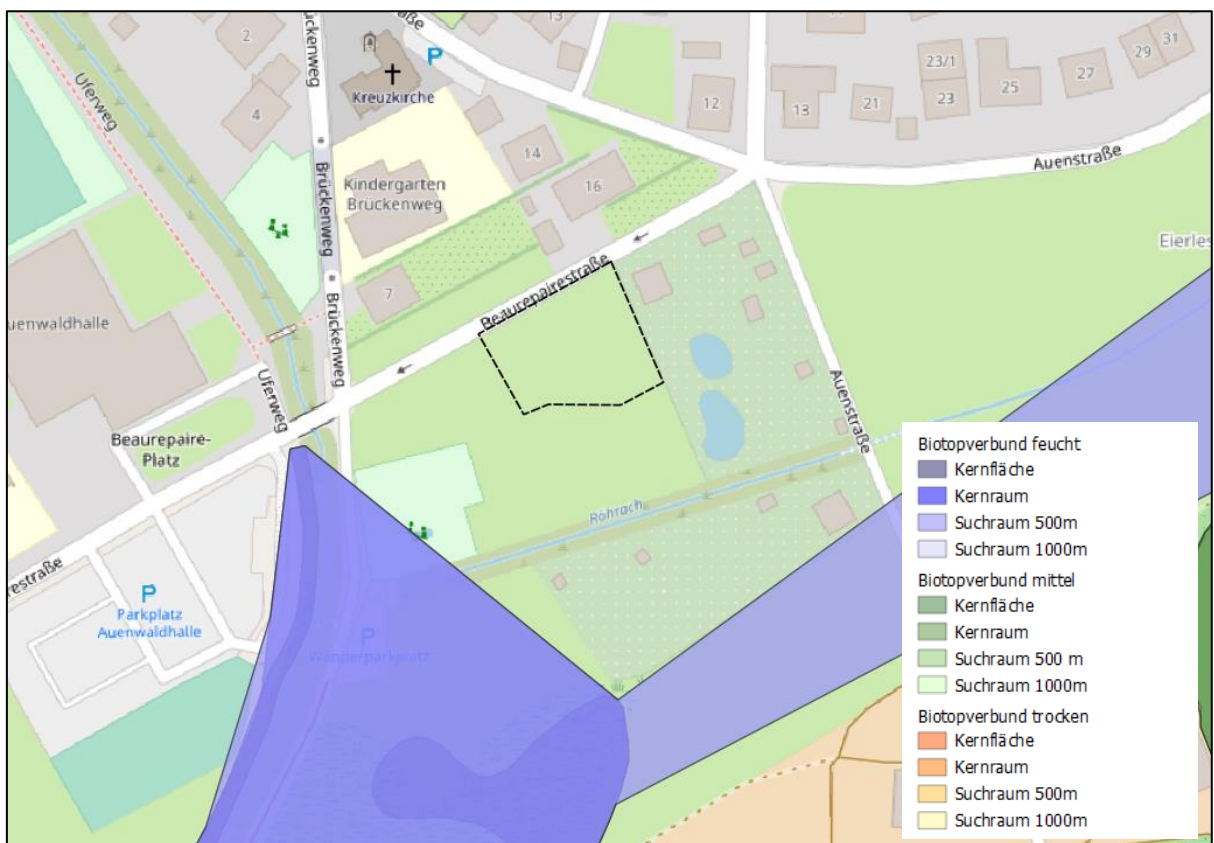 2
4
Uferweg
Brückenweg
P
Kreuzkirche
13
12
13
21
23/1
23
25
27
29
31
Auenstraße
14
16
Kindergarten
Brückenweg
Brückenweg
Brückenweg
7
Beaurepairestraße
Eierles
uenwaldhalle
Uferweg
Beaurepaire-
Platz
Auenstraße
Rohrach
restraße
P
Parkplatz
Auenwaldhalle
P
Wanderparkplatz
Biotopverbund feucht
Kernfläche
Kernraum
Suchraum 500m
Suchraum 1000m
Biotopverbund mittel
Kernfläche
Kernraum
Suchraum 500 m
Suchraum 1000m
Biotopverbund trocken
Kernfläche
Kernraum
Suchraum 500m
Suchraum 1000m